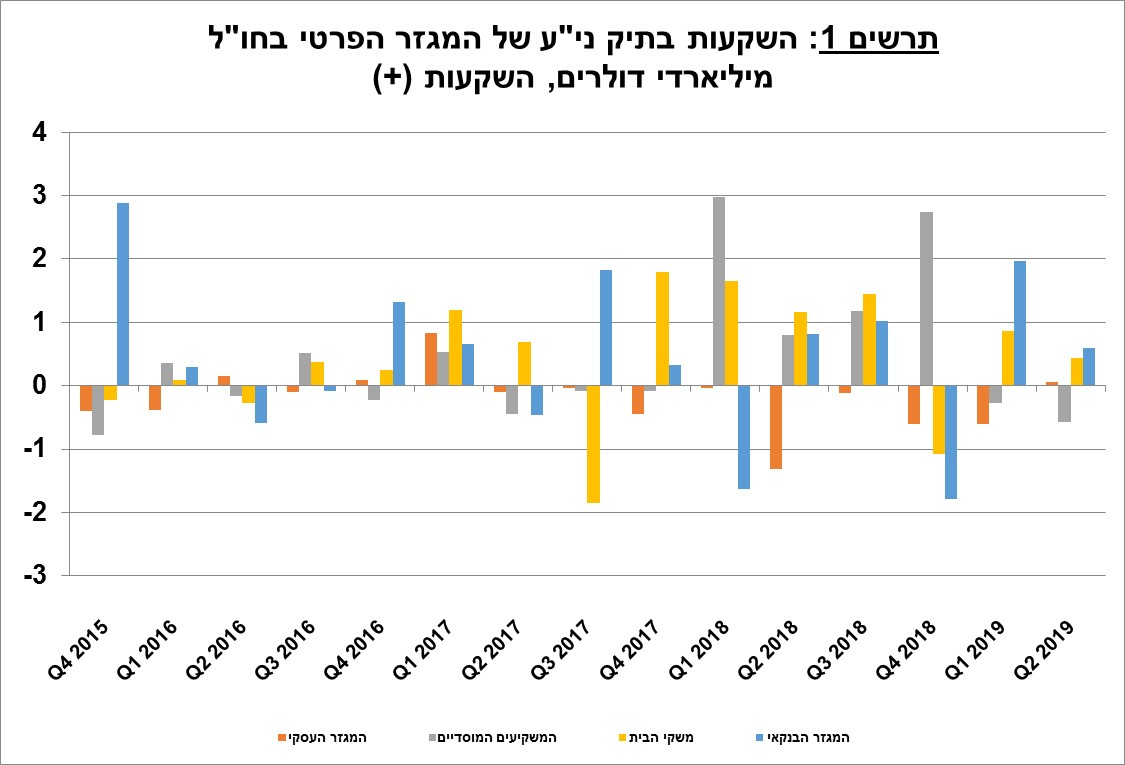 תרשים 1: השקעות בתיק ני"ע של המגזר הפרטי בחו"ל
מיליארדי דולרים, השקעות (+)
4
3
2
1
0
-1
-2
-3
Q4 2015
Q1 2016
Q2 2016
Q3 2016
Q4 2016
Q1 2017
Q2 2017
Q3 2017
Q4 2017
Q1 2018
Q2 2018
Q3 2018
Q4 2018
Q1 2019
Q2 2019
המגזר העסקי
המשקיעים המוסדיים
משקי הבית
המגזר הבנקאי